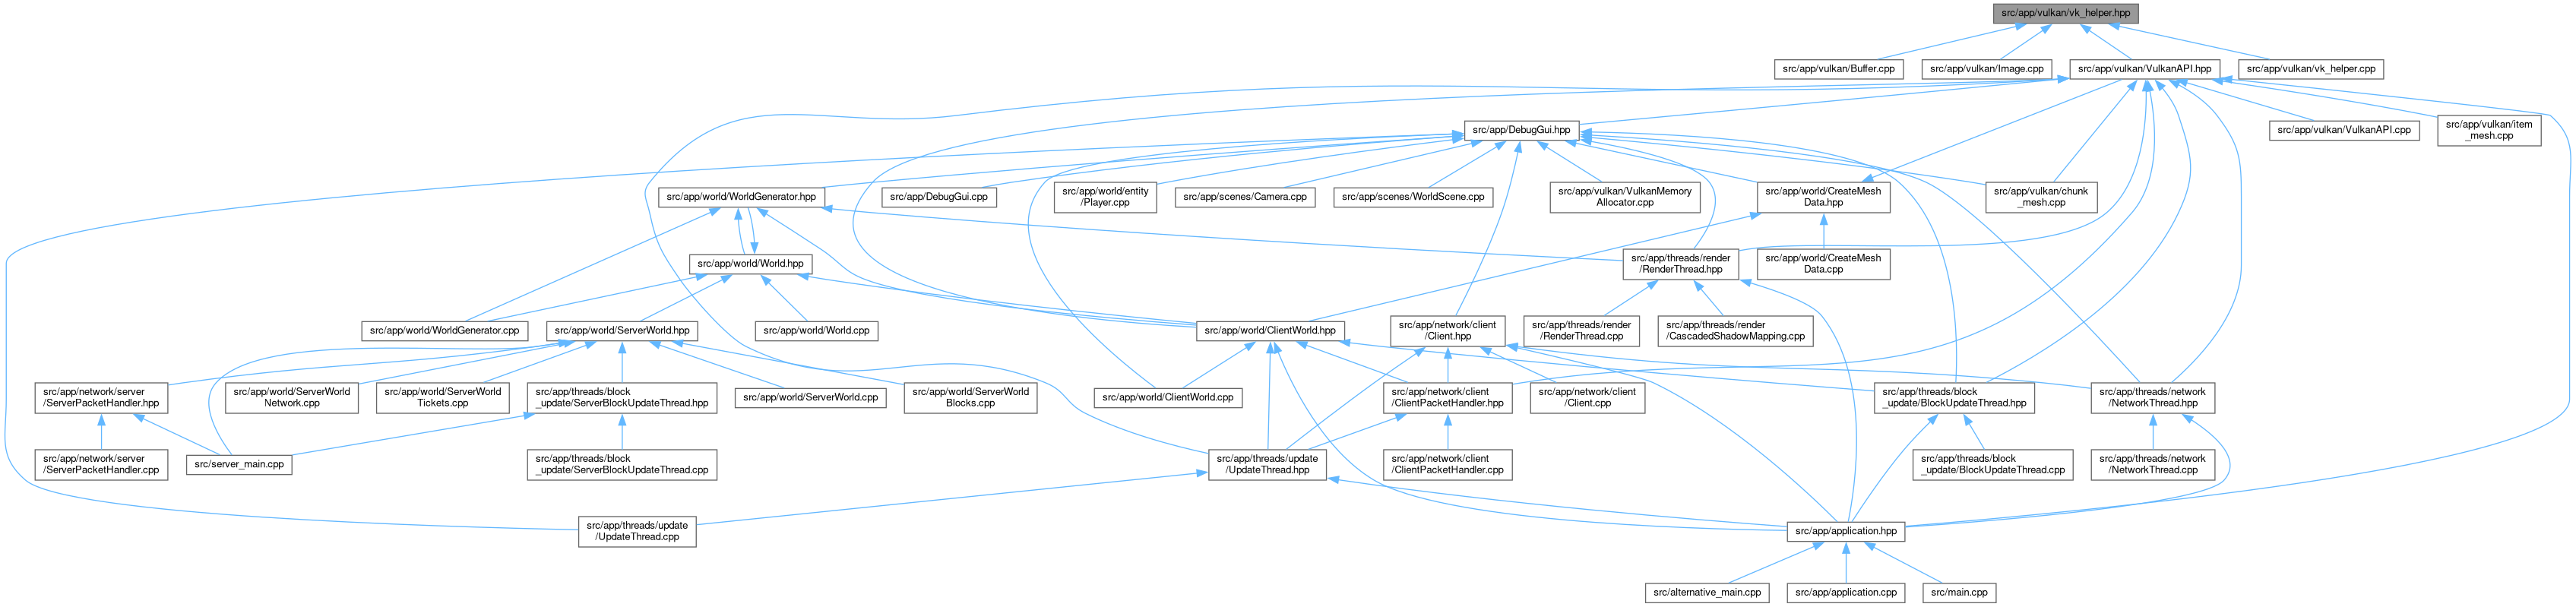 src/app/vulkan/vk_helper.hpp
src/app/vulkan/Buffer.cpp
src/app/vulkan/Image.cpp
src/app/vulkan/VulkanAPI.hpp
src/app/vulkan/vk_helper.cpp
src/app/DebugGui.hpp
src/app/vulkan/VulkanAPI.cpp
src/app/vulkan/item
_mesh.cpp
src/app/world/WorldGenerator.hpp
src/app/DebugGui.cpp
src/app/world/entity
/Player.cpp
src/app/scenes/Camera.cpp
src/app/scenes/WorldScene.cpp
src/app/vulkan/VulkanMemory
Allocator.cpp
src/app/world/CreateMesh
Data.hpp
src/app/vulkan/chunk
_mesh.cpp
src/app/world/World.hpp
src/app/threads/render
/RenderThread.hpp
src/app/world/CreateMesh
Data.cpp
src/app/world/WorldGenerator.cpp
src/app/world/ServerWorld.hpp
src/app/world/World.cpp
src/app/world/ClientWorld.hpp
src/app/network/client
/Client.hpp
src/app/threads/render
/RenderThread.cpp
src/app/threads/render
/CascadedShadowMapping.cpp
src/app/network/server
/ServerPacketHandler.hpp
src/app/world/ServerWorld
Network.cpp
src/app/world/ServerWorld
Tickets.cpp
src/app/threads/block
_update/ServerBlockUpdateThread.hpp
src/app/world/ServerWorld.cpp
src/app/world/ServerWorld
Blocks.cpp
src/app/world/ClientWorld.cpp
src/app/network/client
/ClientPacketHandler.hpp
src/app/network/client
/Client.cpp
src/app/threads/block
_update/BlockUpdateThread.hpp
src/app/threads/network
/NetworkThread.hpp
src/app/network/server
/ServerPacketHandler.cpp
src/server_main.cpp
src/app/threads/block
_update/ServerBlockUpdateThread.cpp
src/app/threads/update
/UpdateThread.hpp
src/app/network/client
/ClientPacketHandler.cpp
src/app/threads/block
_update/BlockUpdateThread.cpp
src/app/threads/network
/NetworkThread.cpp
src/app/threads/update
/UpdateThread.cpp
src/app/application.hpp
src/alternative_main.cpp
src/app/application.cpp
src/main.cpp